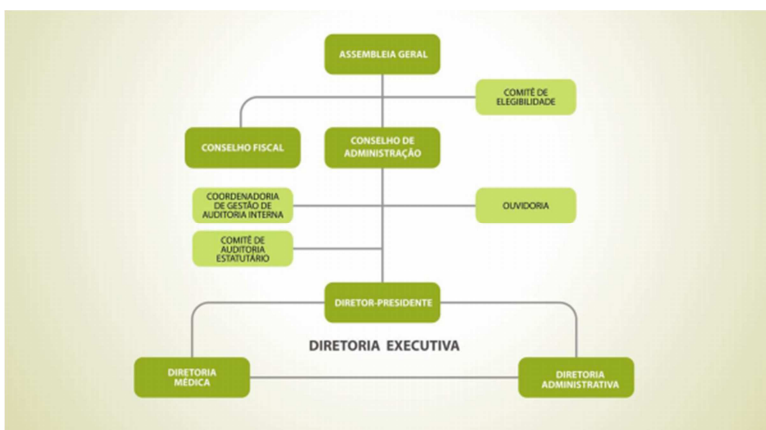 ASSEMBLEIA GERAL
COMITÊ DE
ELEGIBILIDADE
CONSELHO FISCAL
CONSELHO DE
ADMINISTRAÇÃO
COORDENADORIA
DE GESTÃO DE
AUDITORIA INTERNA
OUVIDORIA
COMITÊ DE
AUDITORIA
ESTATUTÁRIO
DIRETOR-PRESIDENTE
DIRETORIA EXECUTIVA
DIRETORIA
MÉDICA
DIRETORIA
ADMINISTRATIVA